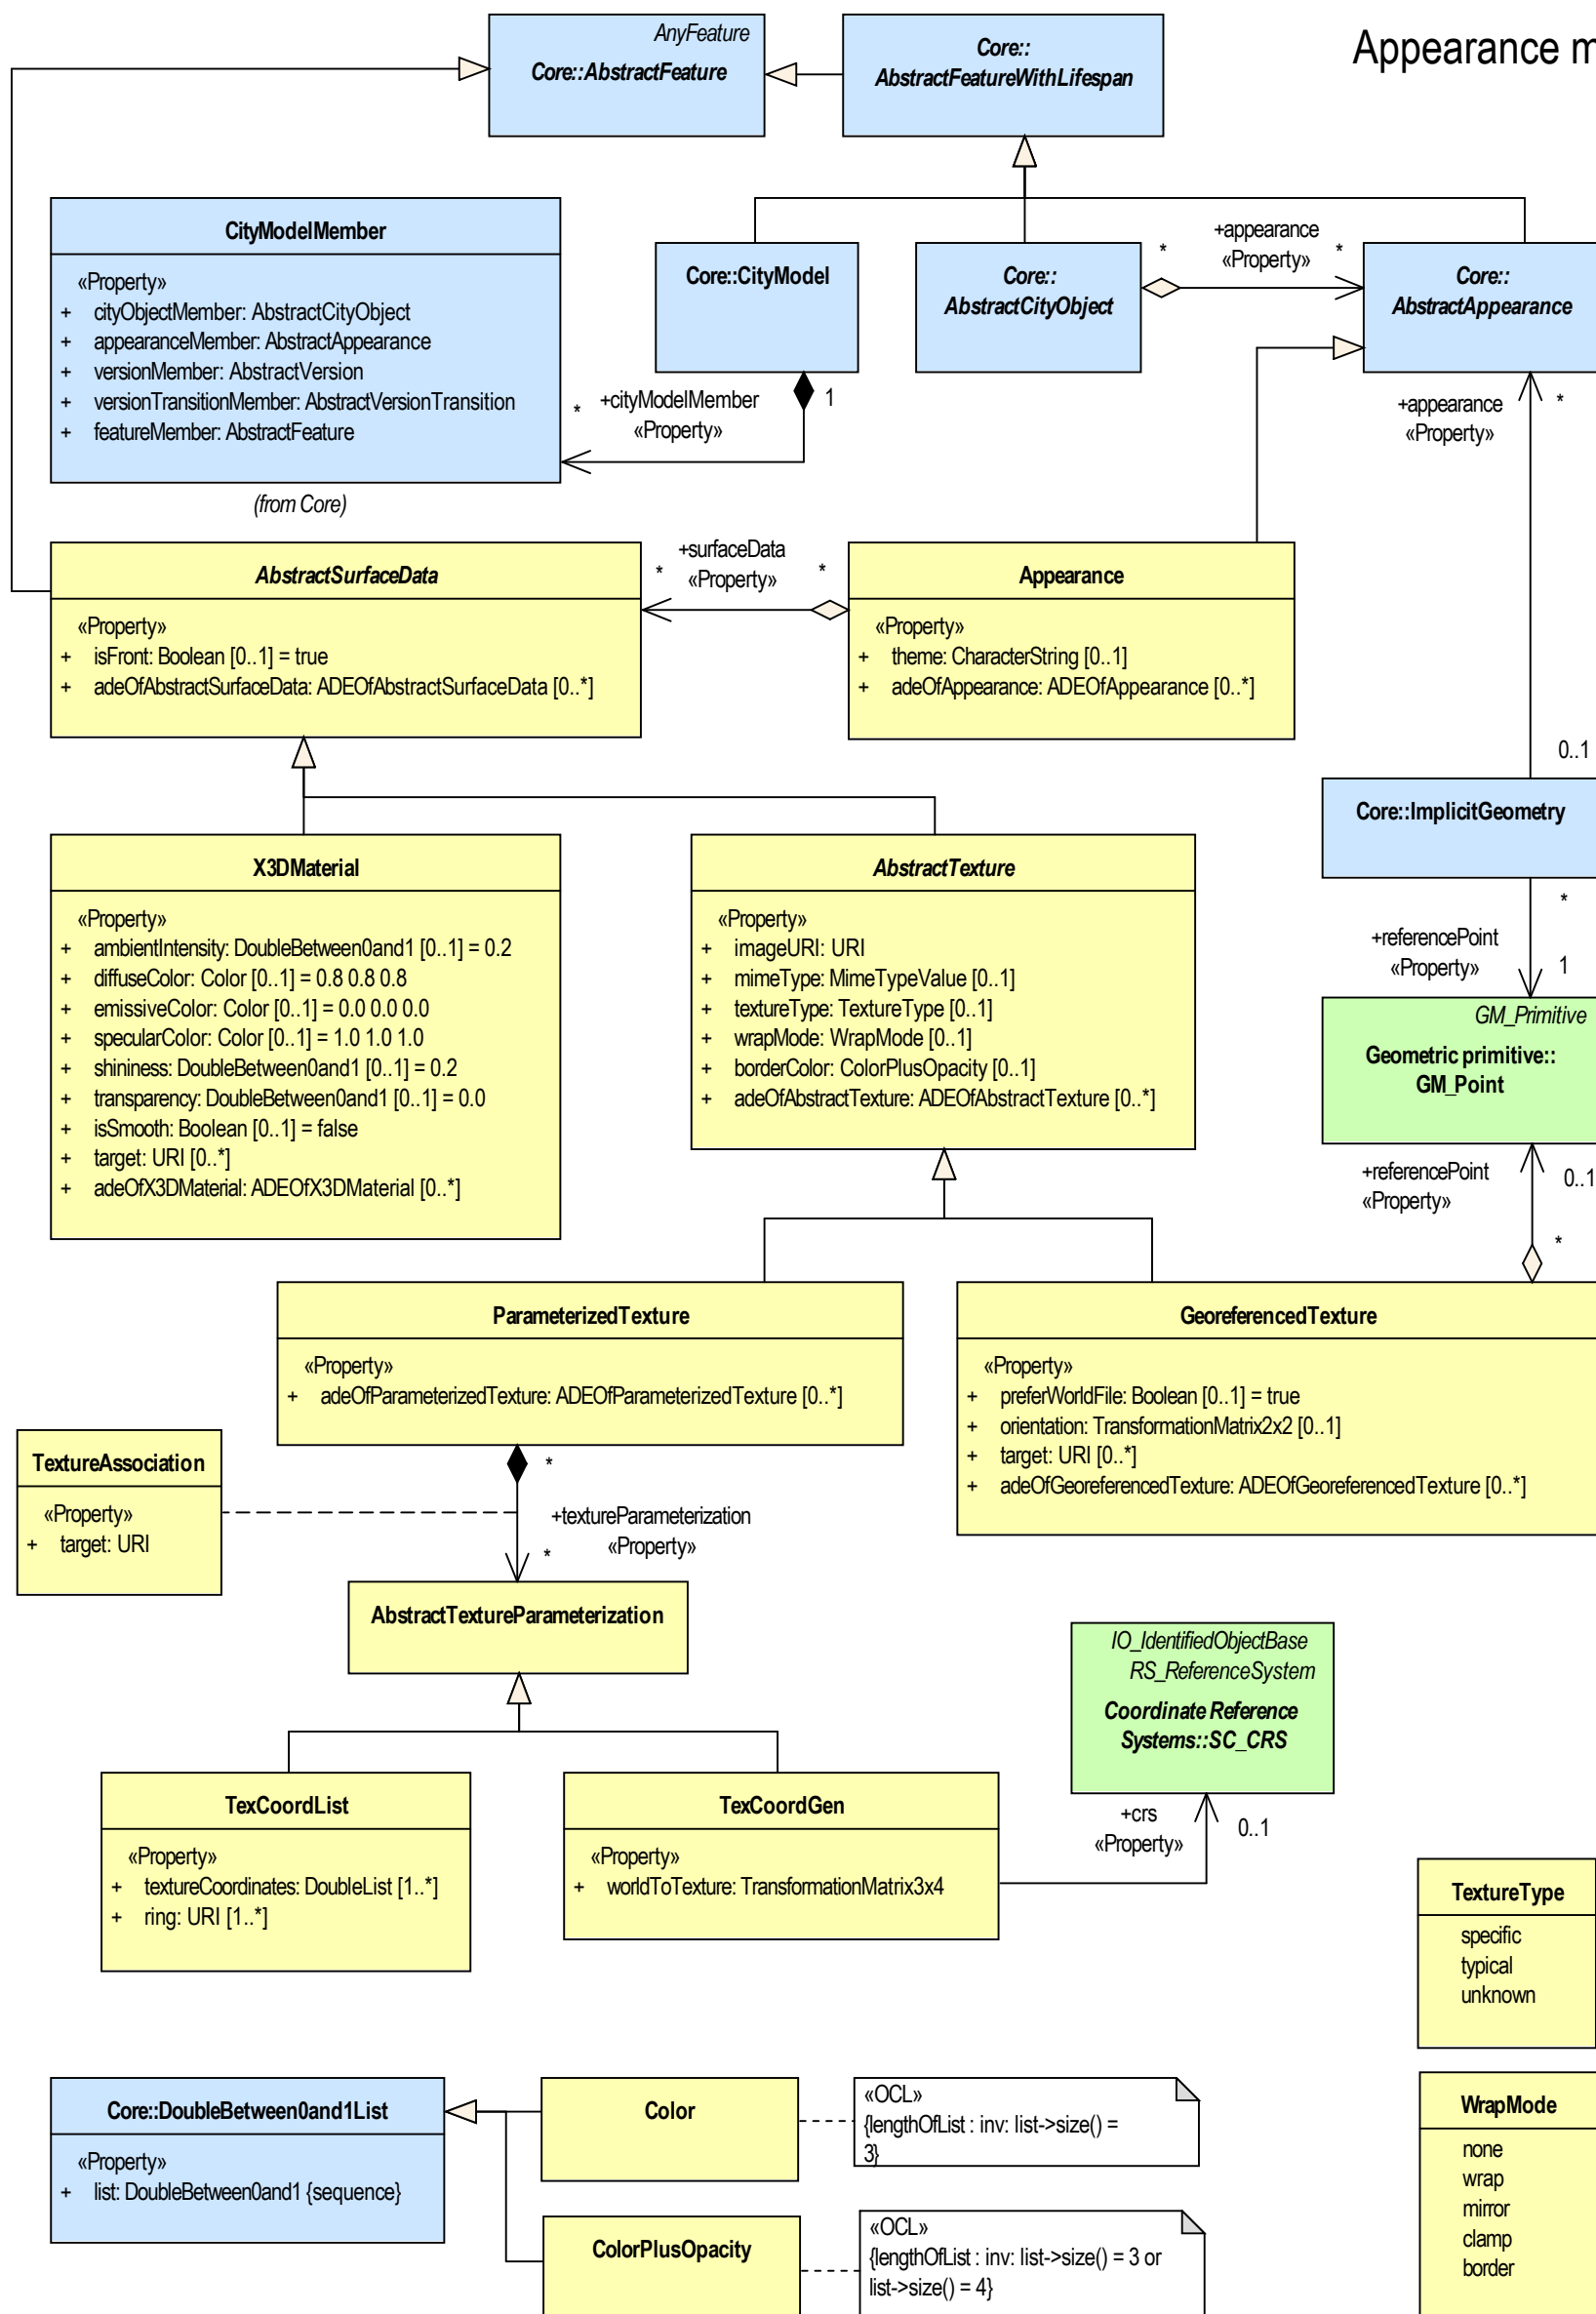 AnyFeature
Core::AbstractFeature
Core::
AbstractFeatureWithLifespan
Appearance m
CityModelMember
«Property»
+ cityObjectMember: AbstractCityObject
+ appearanceMember: AbstractAppearance
+ versionMember: AbstractVersion
+ versionTransitionMember: AbstractVersionTransition
+ featureMember: AbstractFeature
(from Core)
Core::CityModel
Core::
AbstractCityObject
* +appearance *
«Property»
Core::
AbstractAppearance
* +cityModelMember 1
«Property»
+appearance *
«Property»
AbstractSurfaceData
«Property»
+ isFront: Boolean [0..1] = true
+ adeOfAbstractSurfaceData: ADEOfAbstractSurfaceData [0..*]
+surfaceData
* «Property» *
Appearance
«Property»
+ theme: CharacterString [0..1]
+ adeOfAppearance: ADEOfAppearance [0..*]
0..1
Core::ImplicitGeometry
X3DMaterial
«Property»
+ ambientIntensity: DoubleBetween0and1 [0..1] = 0.2
+ diffuseColor: Color [0..1] = 0.8 0.8 0.8
+ emissiveColor: Color [0..1] = 0.0 0.0 0.0
+ specularColor: Color [0..1] = 1.0 1.0 1.0
+ shininess: DoubleBetween0and1 [0..1] = 0.2
+ transparency: DoubleBetween0and1 [0..1] = 0.0
+ isSmooth: Boolean [0..1] = false
+ target: URI [0..*]
+ adeOfX3DMaterial: ADEOfX3DMaterial [0..*]
AbstractTexture
«Property»
+ imageURI: URI
+ mimeType: MimeTypeValue [0..1]
+ textureType: TextureType [0..1]
+ wrapMode: WrapMode [0..1]
+ borderColor: ColorPlusOpacity [0..1]
+ adeOfAbstractTexture: ADEOfAbstractTexture [0..*]
*
+referencePoint
«Property» 1
GM_Primitive
Geometric primitive::
GM_Point
+referencePoint 0..1
«Property»
*
ParameterizedTexture
«Property»
+ adeOfParameterizedTexture: ADEOfParameterizedTexture [0..*]
GeoreferencedTexture
«Property»
+ preferWorldFile: Boolean [0..1] = true
+ orientation: TransformationMatrix2x2 [0..1]
+ target: URI [0..*]
+ adeOfGeoreferencedTexture: ADEOfGeoreferencedTexture [0..*]
TextureAssociation
«Property»
+ target: URI
*
+textureParameterization
* «Property»
AbstractTextureParameterization
IO_IdentifiedObjectBase
RS_ReferenceSystem
Coordinate Reference
Systems::SC_CRS
TexCoordList
«Property»
+ textureCoordinates: DoubleList [1..*]
+ ring: URI [1..*]
TexCoordGen
«Property»
+ worldToTexture: TransformationMatrix3x4
+crs 0..1
«Property»
TextureType
specific
typical
unknown
Core::DoubleBetween0and1List
«Property»
+ list: DoubleBetween0and1 {sequence}
Color
«OCL»
{lengthOfList : inv: list->size() =
3}
ColorPlusOpacity
«OCL»
{lengthOfList : inv: list->size() = 3 or
list->size() = 4}
WrapMode
none
wrap
mirror
clamp
border